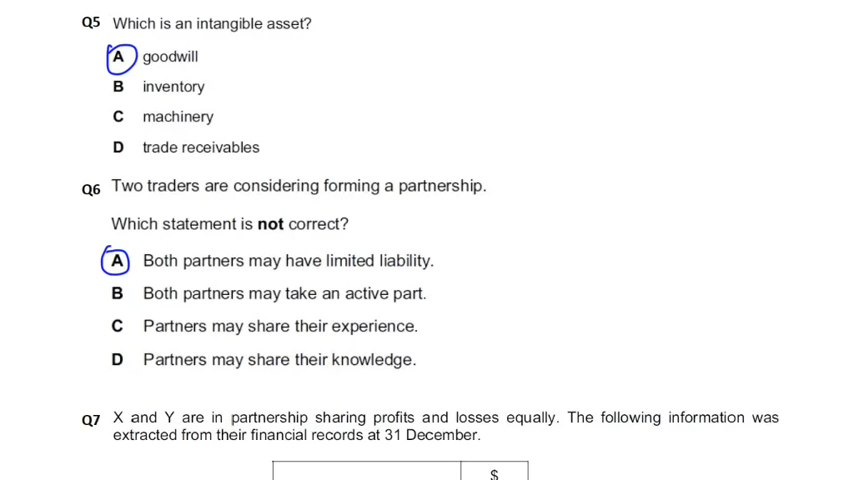 Q5 Which is an intangible asset?
A goodwill
B inventory
C machinery
D trade receivables
Q6 Two traders are considering forming a partnership.
Which statement is not correct?
A Both partners may have limited liability.
B Both partners may take an active part.
C Partners may share their experience.
D Partners may share their knowledge.
Q7 X and Y are in partnership sharing profits and losses equally. The following information was
extracted from their financial records at 31 December.
$